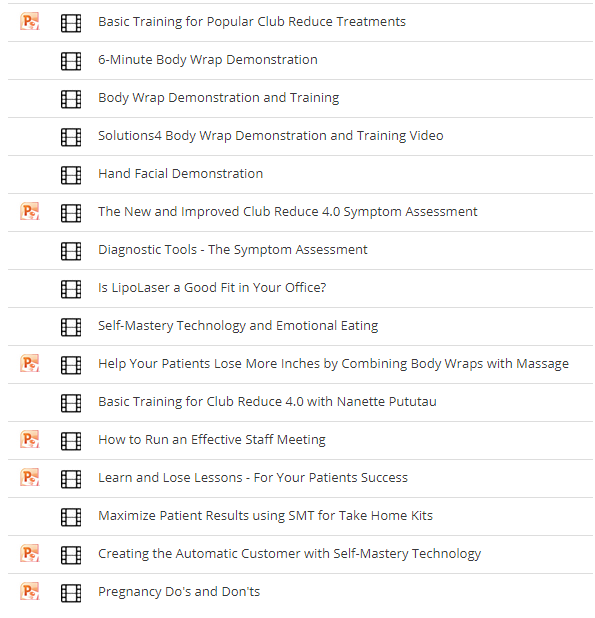 Basic Training for Popular Club Reduce Treatments
6-Minute Body Wrap Demonstration
Body Wrap Demonstration and Training
Solutions4 Body Wrap Demonstration and Training Video
Hand Facial Demonstration
The New and Improved Club Reduce 4.0 Symptom Assessment
Diagnostic Tools - The Symptom Assessment
Is LipoLaser a Good Fit in Your Office?
Self-Mastery Technology and Emotional Eating
Help Your Patients Lose More Inches by Combining Body Wraps with Massage
Basic Training for Club Reduce 4.0 with Nanette Pututau
How to Run an Effective Staff Meeting
Learn and Lose Lessons - For Your Patients Success
Maximize Patient Results using SMT for Take Home Kits
Creating the Automatic Customer with Self-Mastery Technology
Pregnancy Do's and Don'ts